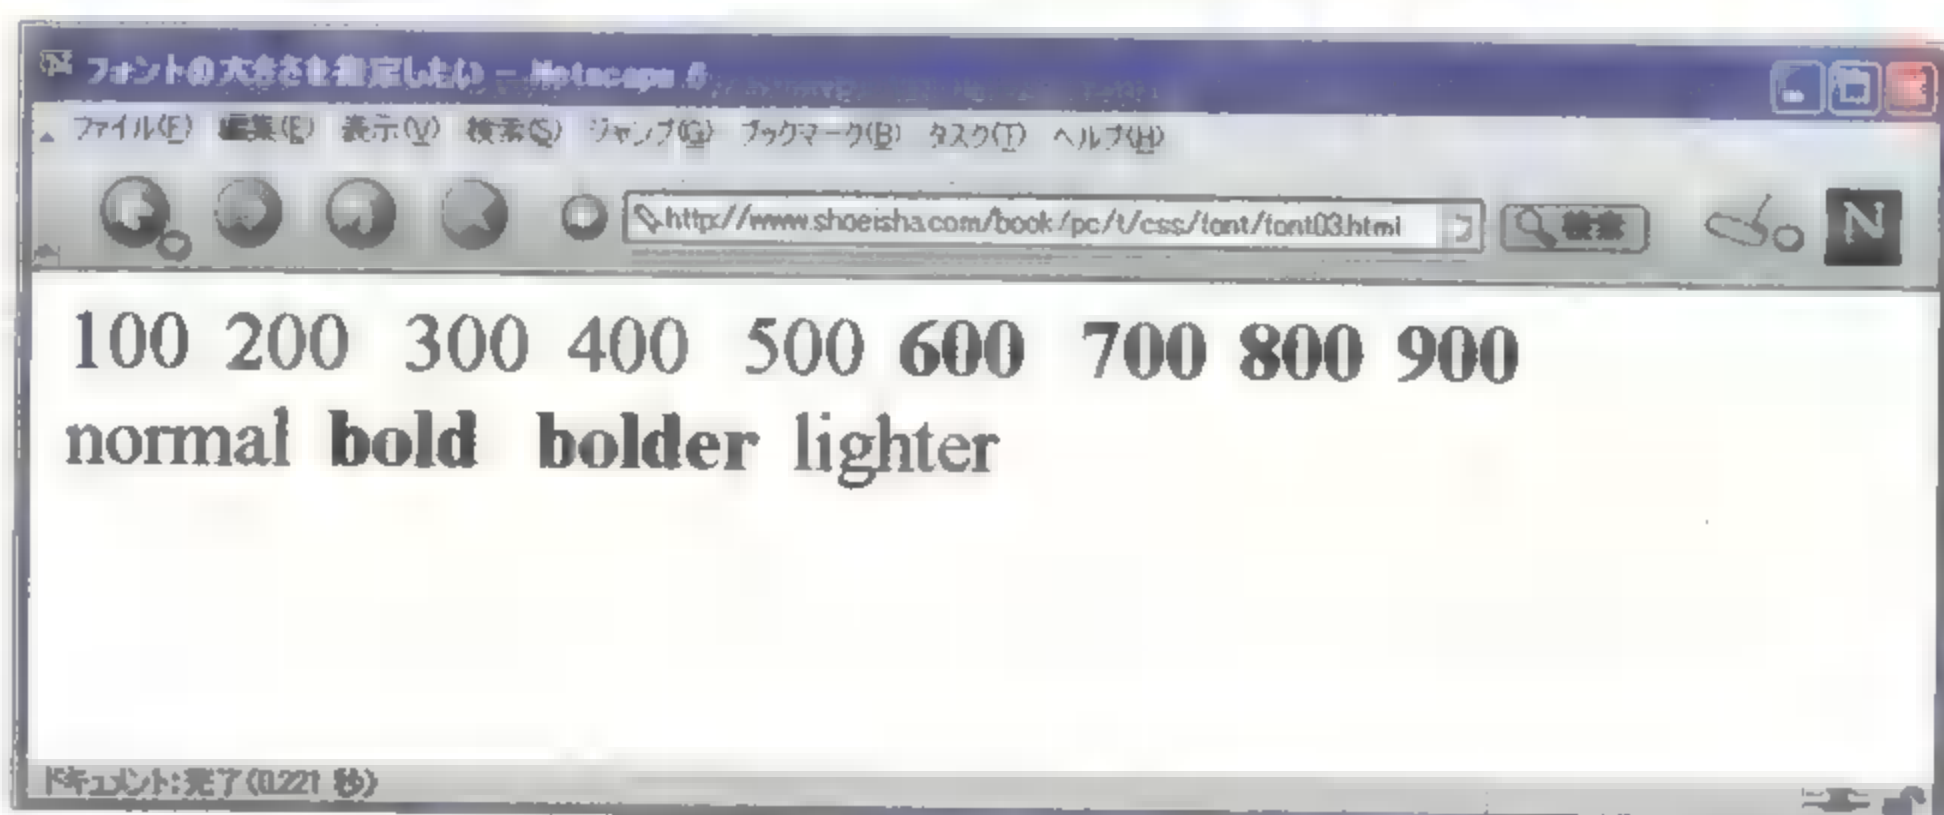 フォントの大きさを指定したい - Netscape 6
ファイル(F) 編集(E) 表示(V) 検索(S) ジャンプ(G) ブックマーク(B) タスク(T) ヘルプ(H)
http://www.shoeisha.com/book/pc/t/css/font/font03.html 検索 N
100 200 300 400 500 600 700 800 900
normal bold bolder lighter
ドキュメント:完了(0.221 秒)